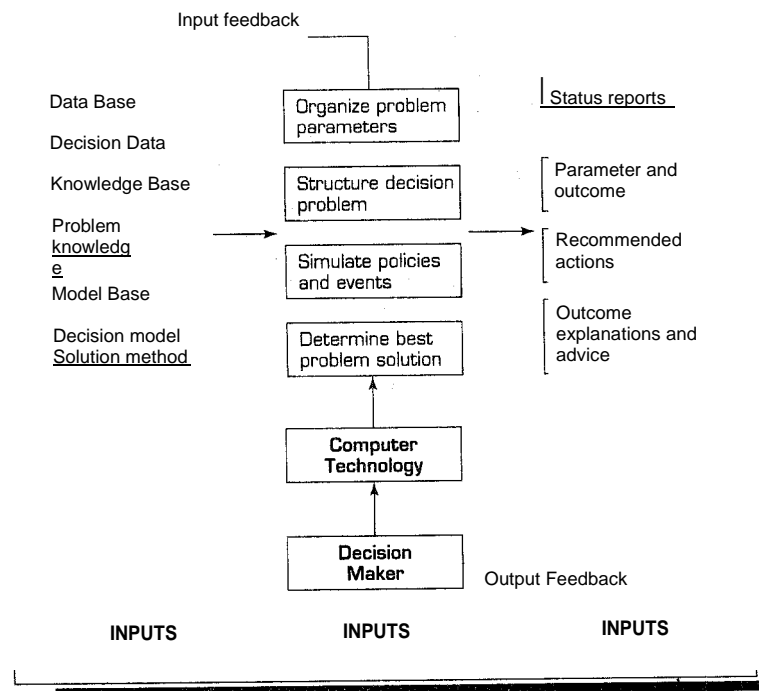 Input feedback
Data Base
Decision Data
Knowledge Base
Problem
knowledg
e
Model Base
Decision model
Solution method
Organize problem
parameters
Structure decision
problem
Simulate policies
and events
Determine best
problem solution
Computer
Technology
Decision
Maker
Status reports
Parameter and
outcome
Recommended
actions
Outcome
explanations and
advice
Output Feedback
INPUTS
INPUTS
INPUTS